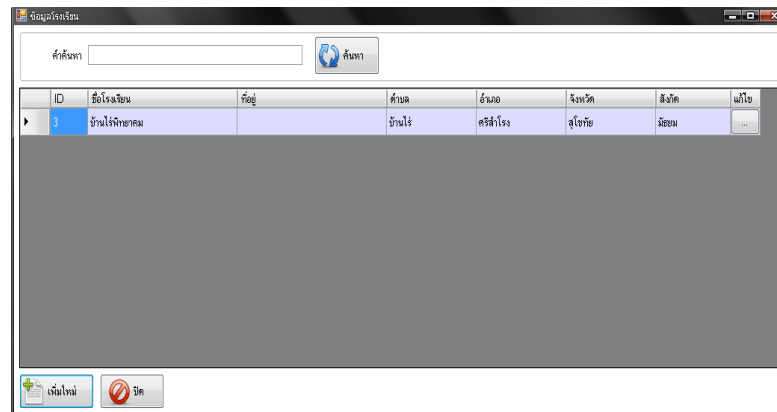 ข้อมูลโรงเรียน
คำค้นหา ค้นหา
ID ชื่อโรงเรียน ที่อยู่ ตำบล อำเภอ จังหวัด สังกัด แก้ไข
3 บ้านไร่พิทยาคม บ้านไร่ ศรีสำโรง สุโขทัย มัธยม ...
เพิ่มใหม่ ปิด